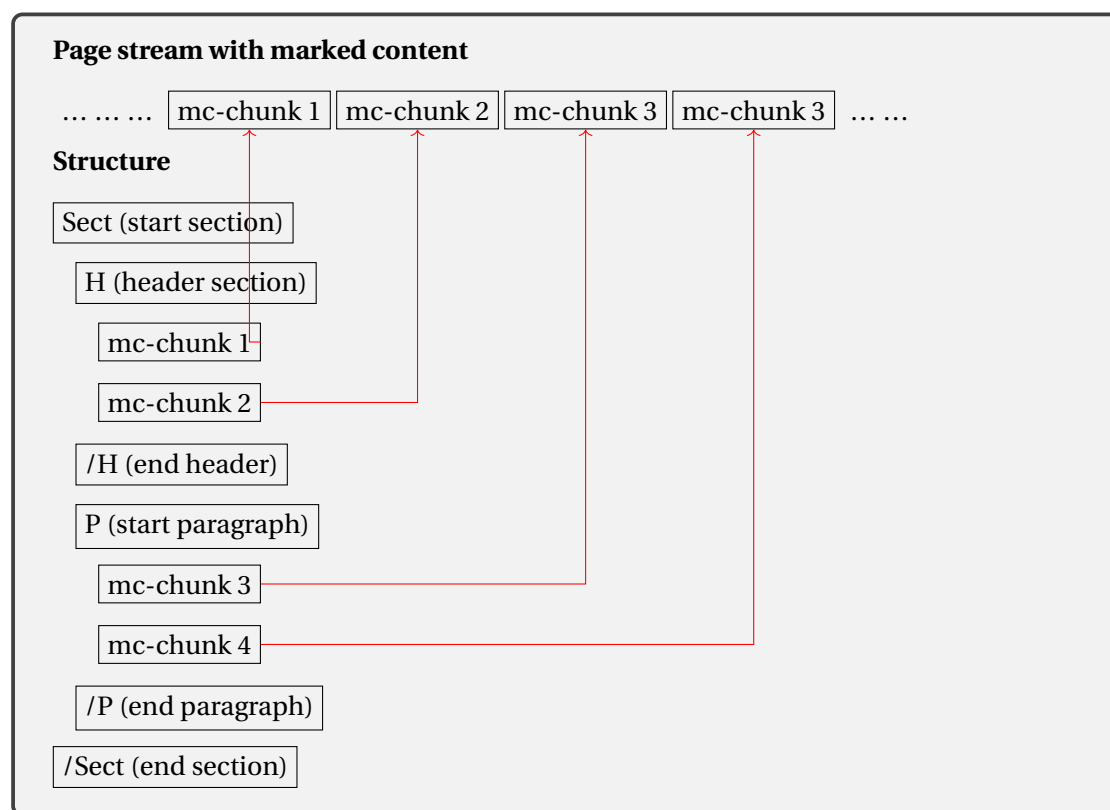 Page stream with marked content
… … … mc-chunk 1 mc-chunk 2 mc-chunk 3 mc-chunk 3 … …
Structure
Sect (start section)
H (header section)
mc-chunk 1
mc-chunk 2
/H (end header)
P (start paragraph)
mc-chunk 3
mc-chunk 4
/P (end paragraph)
/Sect (end section)